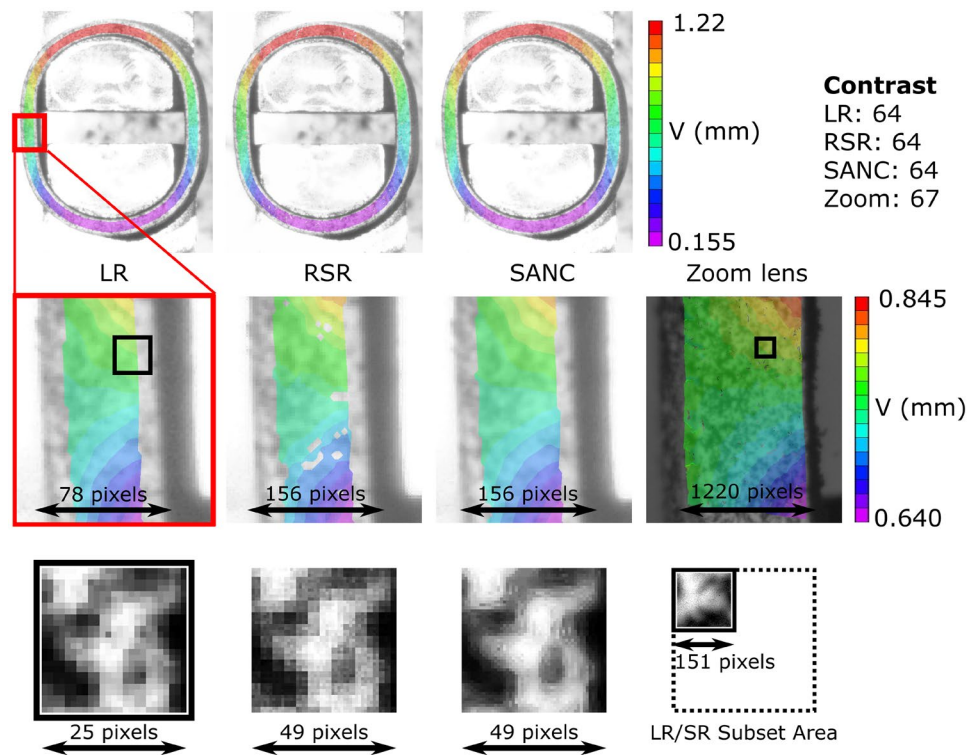 1.22
V (mm)
0.155
Contrast
LR: 64
RSR: 64
SANC: 64
Zoom: 67
LR
RSR
SANC
Zoom lens
78 pixels
156 pixels
156 pixels
1220 pixels
0.845
V (mm)
0.640
25 pixels
49 pixels
49 pixels
151 pixels
LR/SR Subset Area